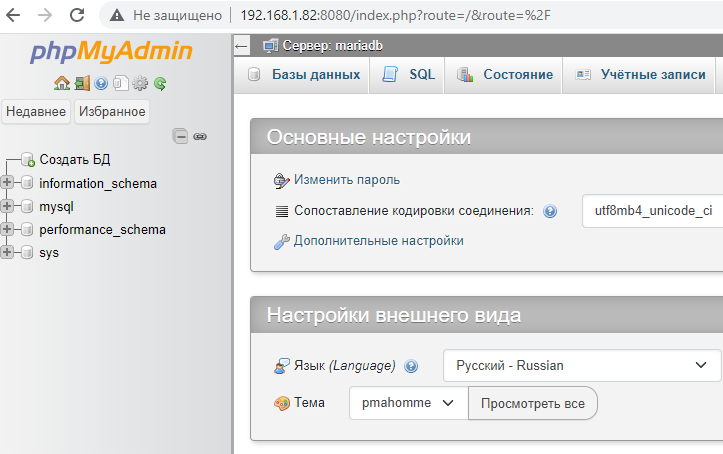 Не защищено 192.168.1.82:8080/index.php?route=/&route=%2F
phpMyAdmin
Недавнее Избранное
Создать БД
information_schema
mysql
performance_schema
sys
Сервер: mariadb
Базы данных SQL Состояние Учётные записи
Основные настройки
Изменить пароль
Сопоставление кодировки соединения: utf8mb4_unicode_ci
Дополнительные настройки
Настройки внешнего вида
Язык (Language) Русский - Russian
Тема pmahomme Просмотреть все